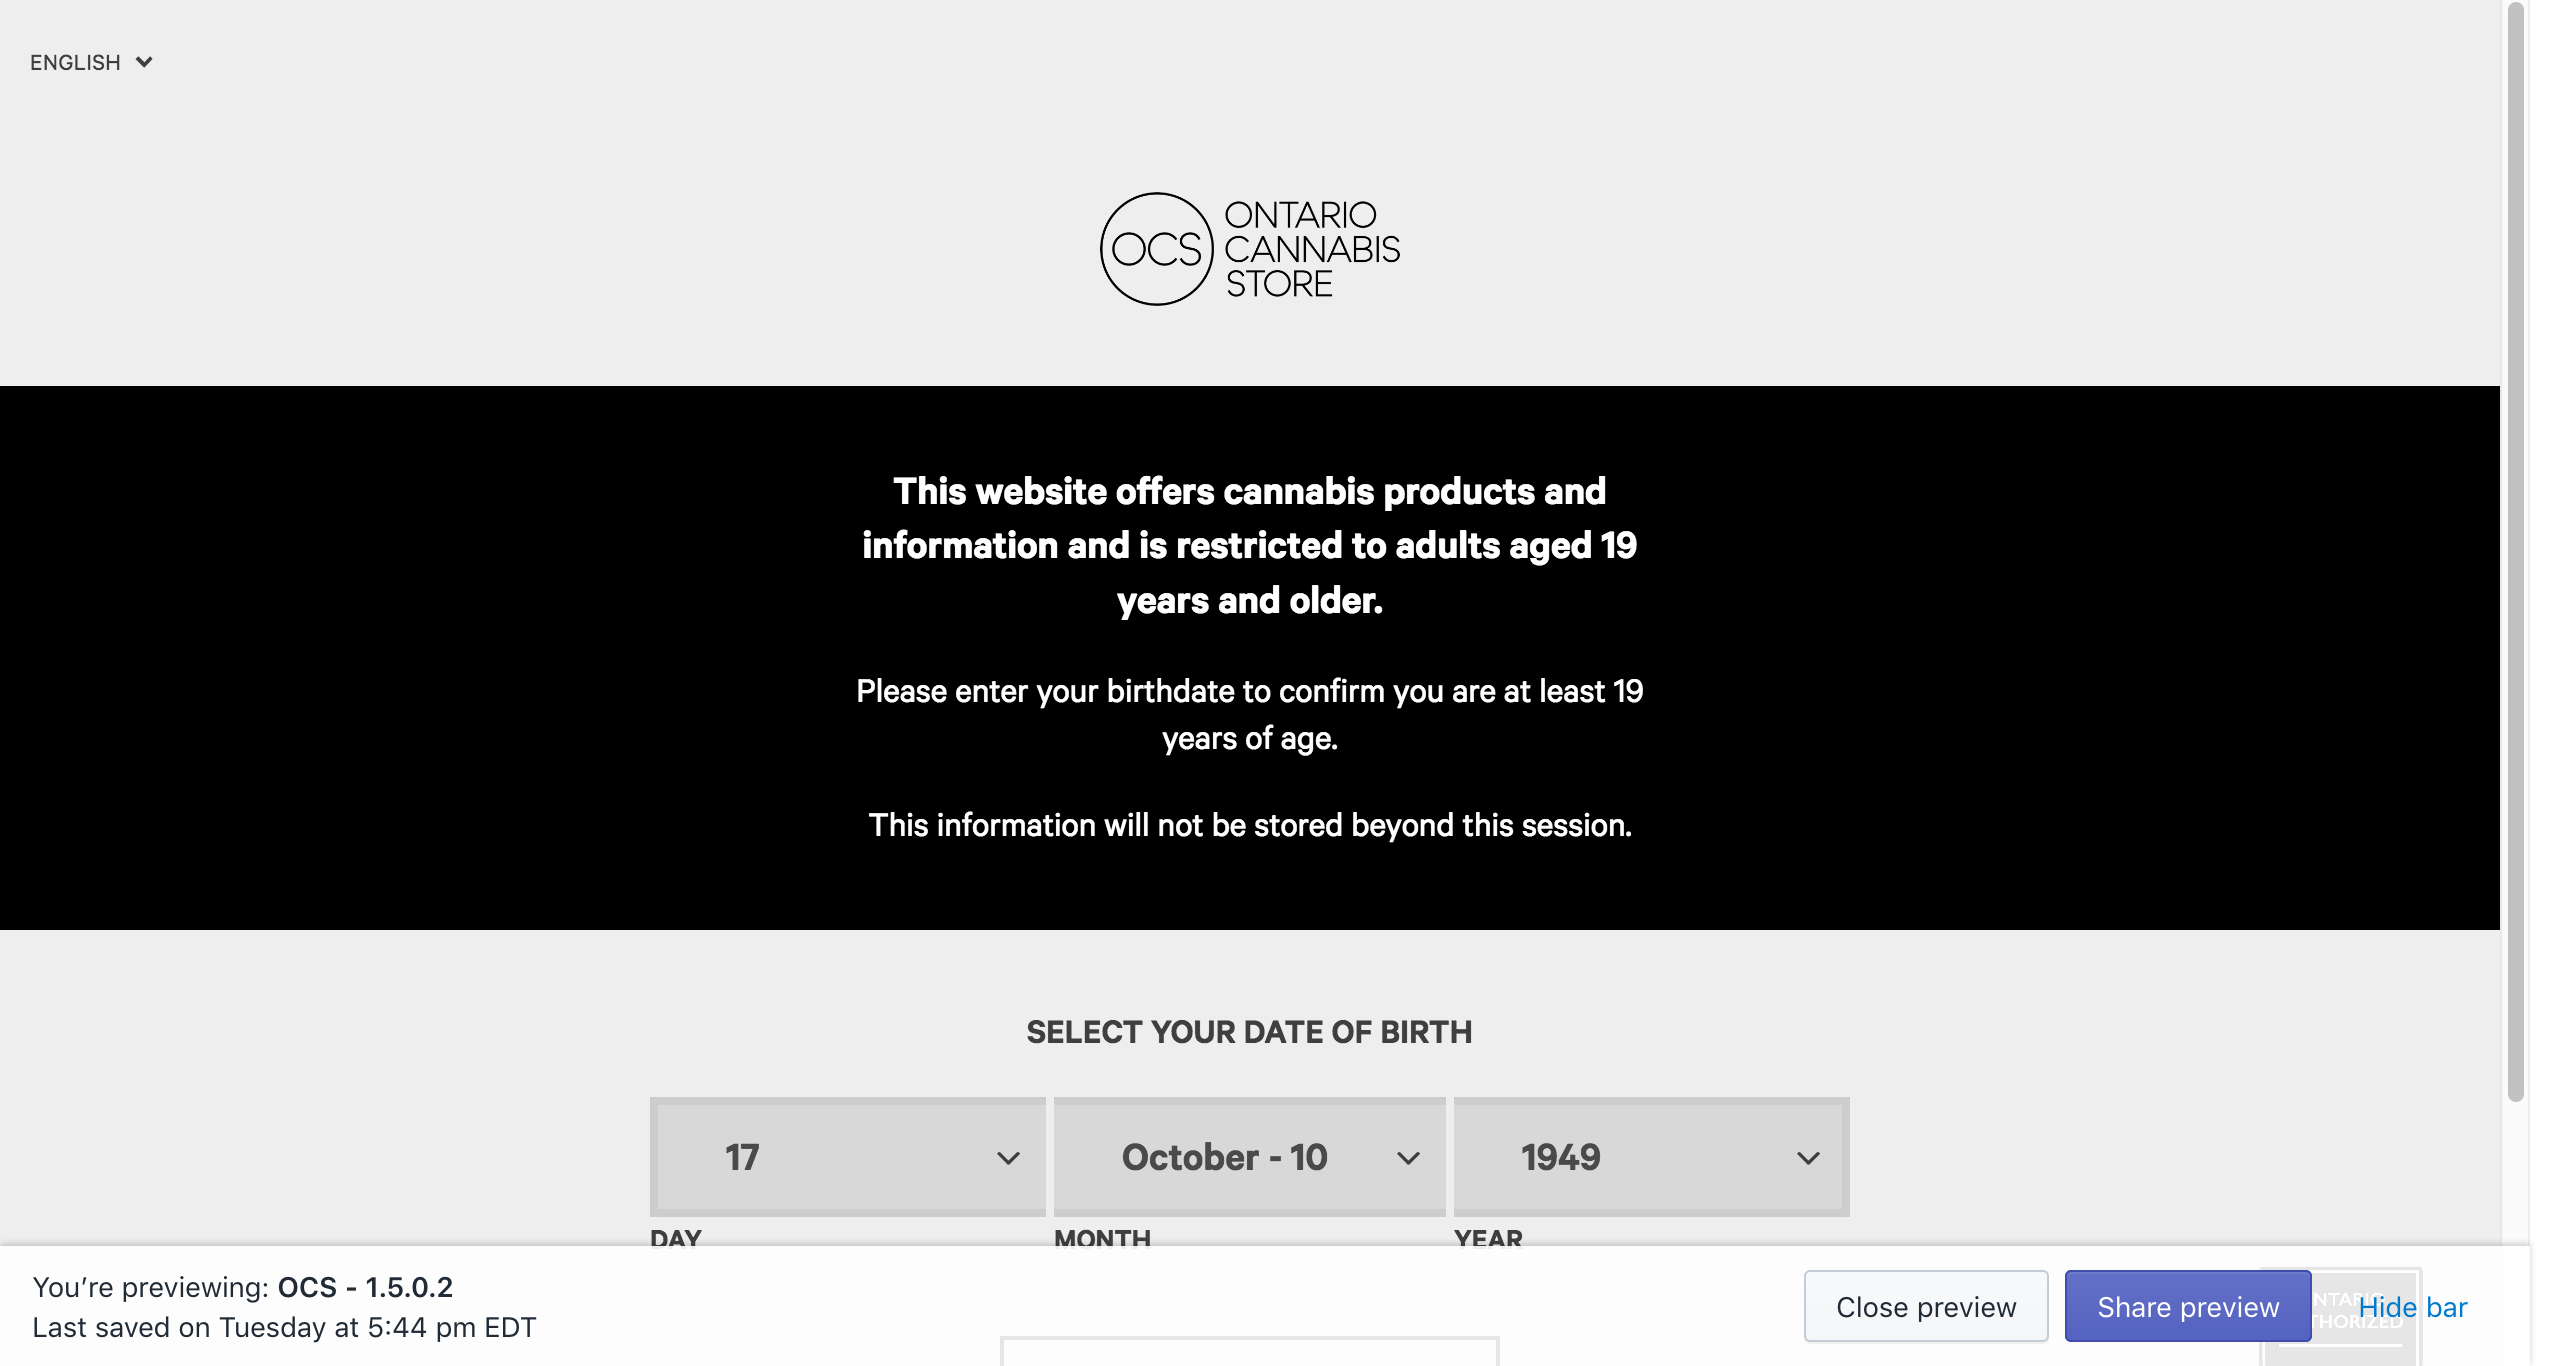 ENGLISH
OCS
ONTARIO
CANNABIS
STORE
This website offers cannabis products and
information and is restricted to adults aged 19
years and older.
Please enter your birthdate to confirm you are at least 19
years of age.
This information will not be stored beyond this session.
SELECT YOUR DATE OF BIRTH
17
October - 10
1949
DAY
MONTH
YEAR
You're previewing: OCS - 1.5.0.2
Last saved on Tuesday at 5:44 pm EDT
Close preview
Share preview
Hide bar